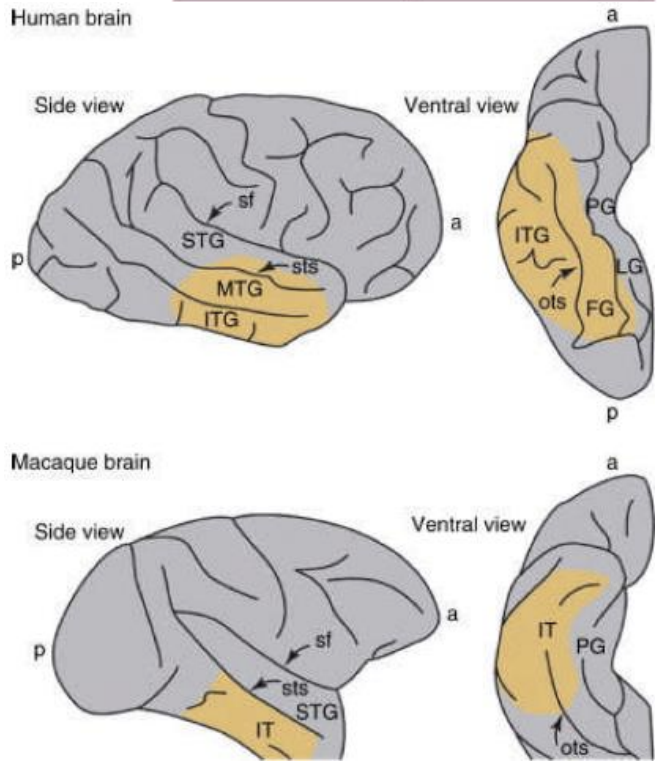 Human brain
a
Side view
Ventral view
sf
STG
a
p
sts
MTG
ITG
PG
ITG
LG
ots
FG
p
Macaque brain
a
Side view
Ventral view
a
p
sf
sts
STG
IT
IT
PG
ots